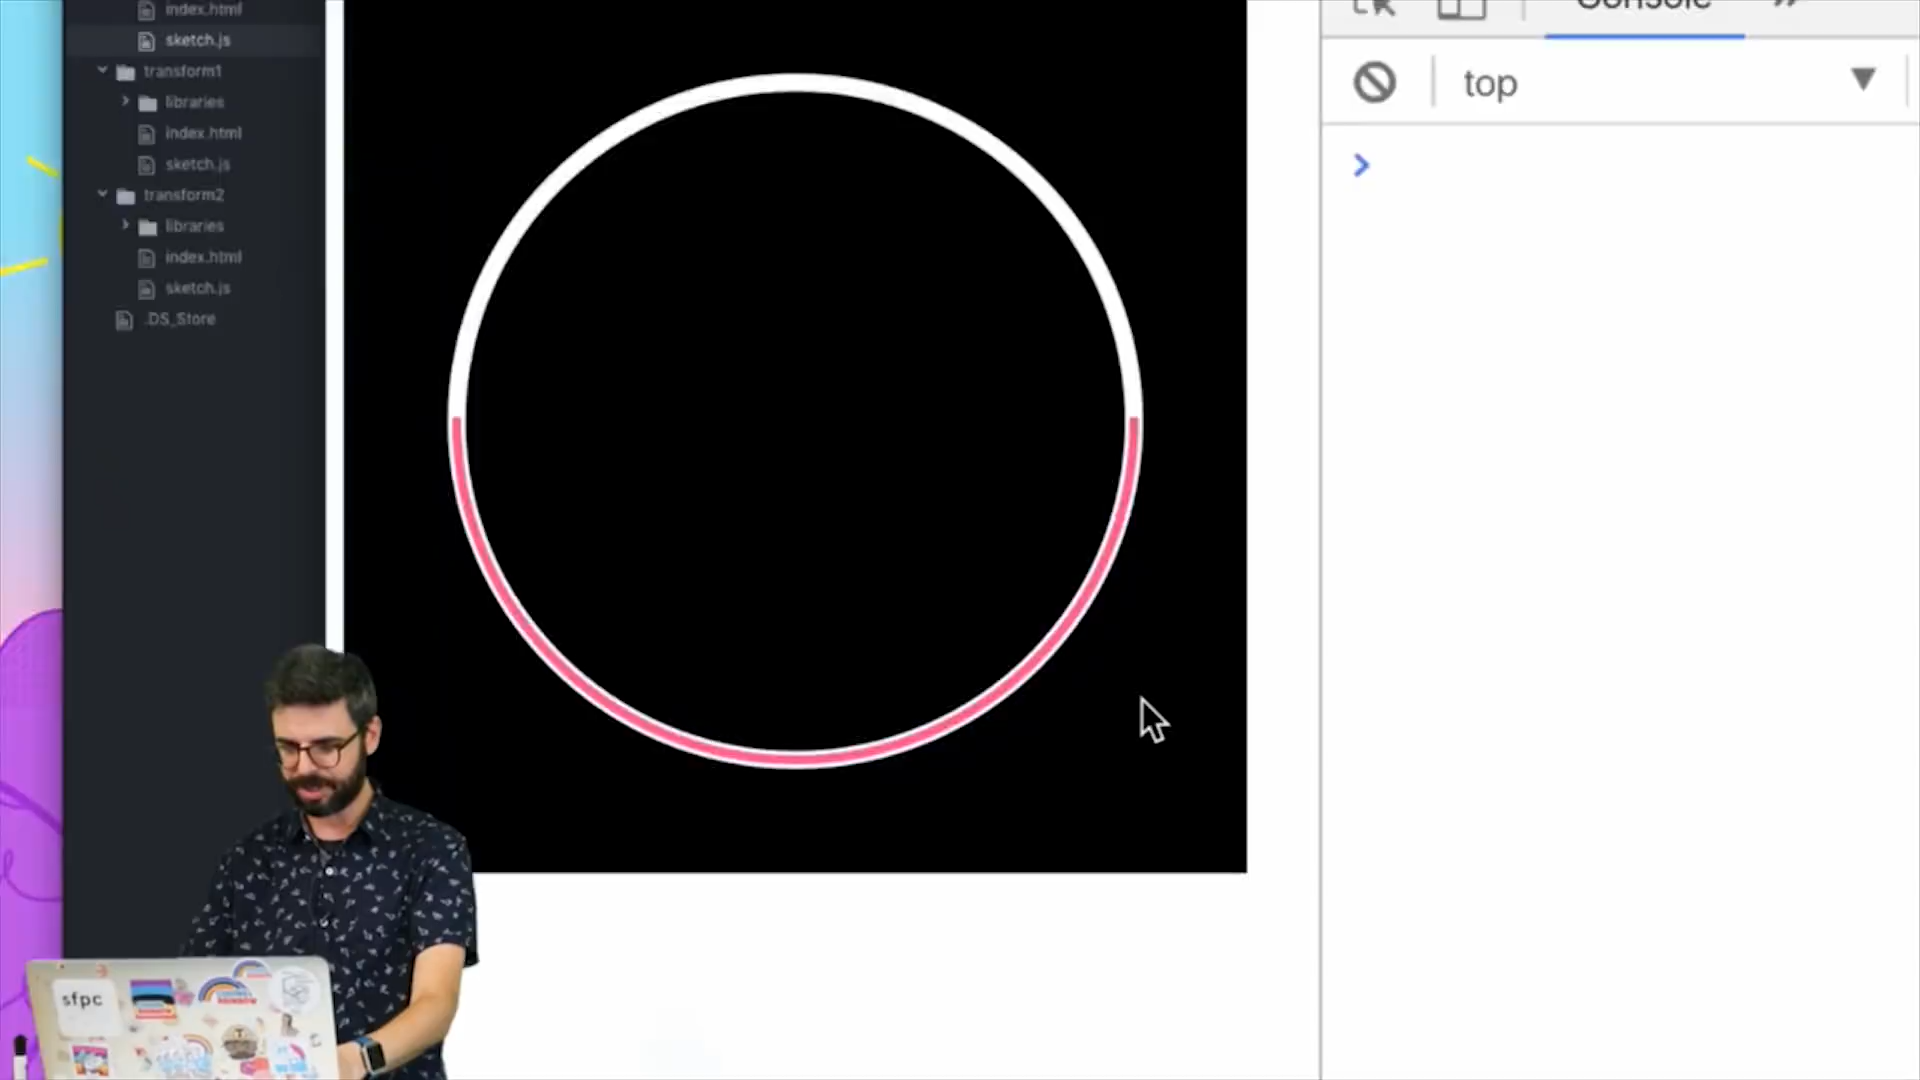 index.html
sketch.js
transform1
libraries
index.html
sketch.js
transform2
libraries
index.html
sketch.js
.DS_Store
Console
top
sfpc